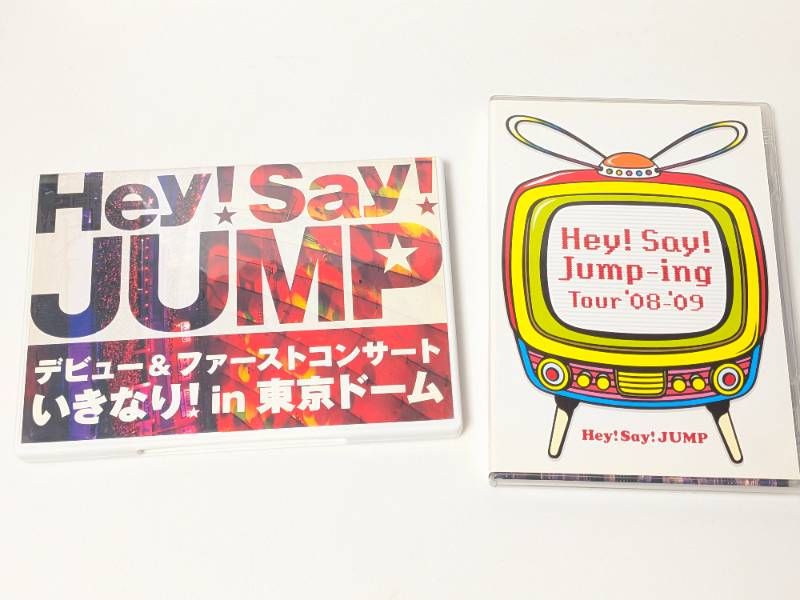 Hey! Say!
JUMP
デビュー&ファーストコンサート
いきなり! in 東京ドーム
Hey! Say!
Jump-ing
Tour '08-'09
Hey! Say! JUMP